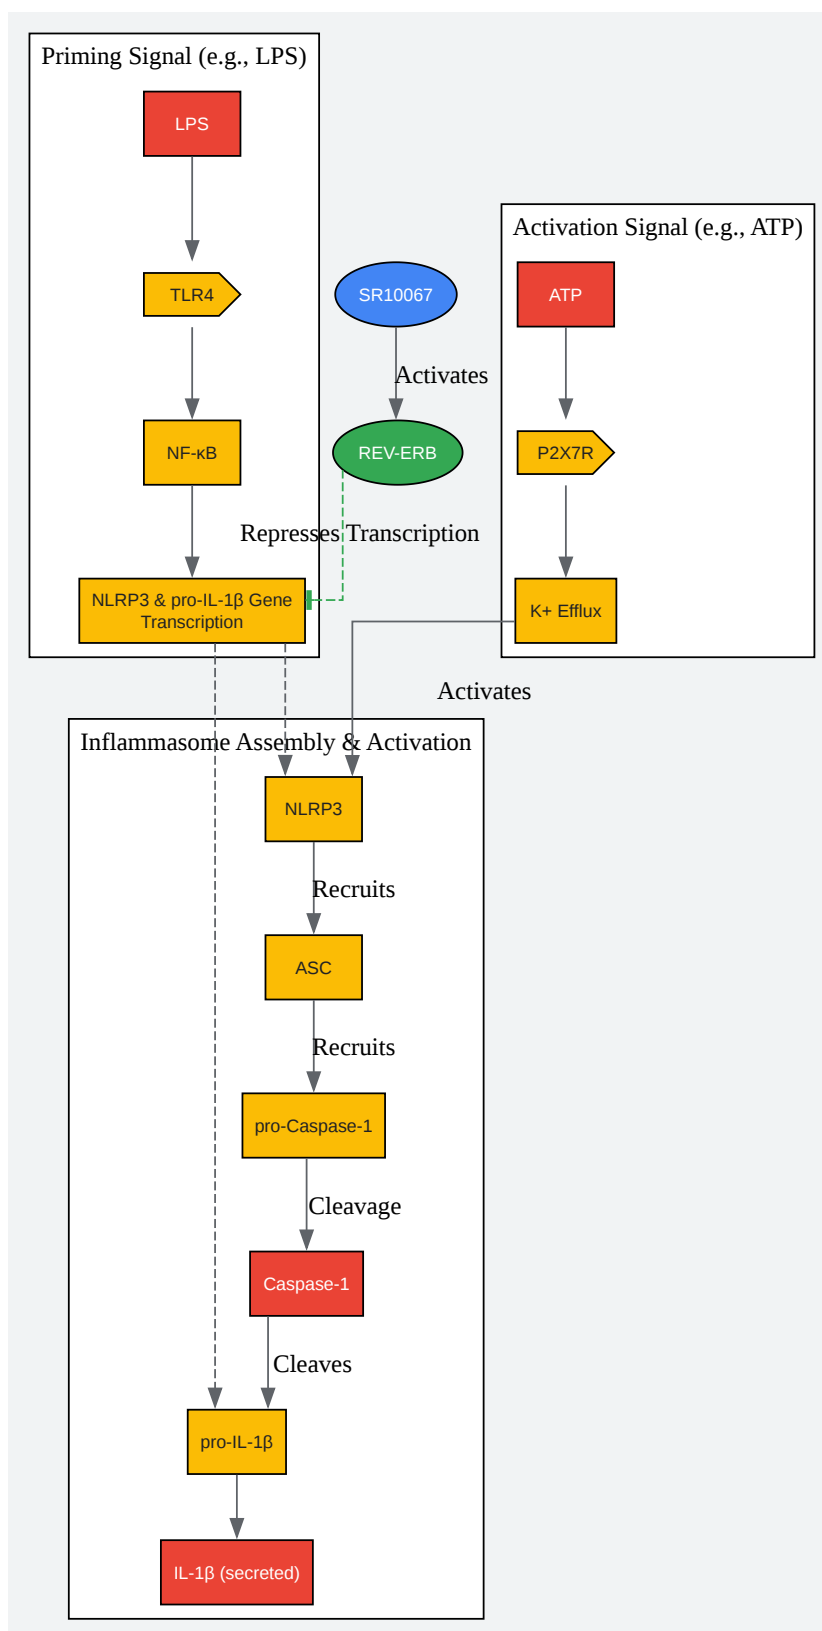 Priming Signal (e.g., LPS)
LPS
Activation Signal (e.g., ATP)
TLR4
SR10067
ATP
Activates
NF-κB
REV-ERB
P2X7R
Represses Transcription
NLRP3 & pro-IL-1β Gene
Transcription
K+ Efflux
Activates
Inflammasome Assembly & Activation
NLRP3
Recruits
ASC
Recruits
pro-Caspase-1
Cleavage
Caspase-1
Cleaves
pro-IL-1β
IL-1β (secreted)